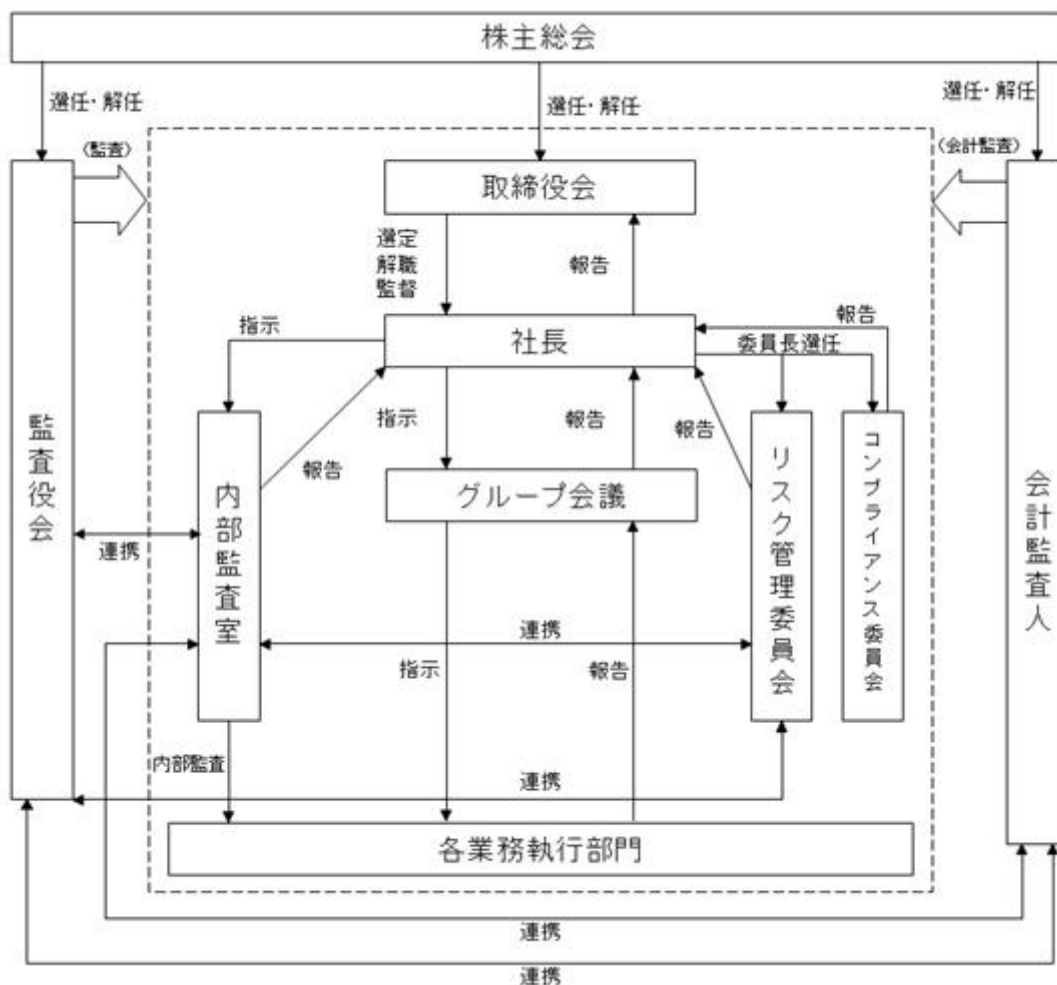 株主総会
選任・解任
選任・解任
選任・解任
〈監査〉
〈会計監査〉
取締役会
選定
解職
監督
報告
指示
社長
報告
委員長選任
監査役会
内部監査室
報告
指示
報告
報告
グループ会議
リスク管理委員会
コンプライアンス委員会
会計監査人
連携
連携
指示
報告
内部監査
連携
各業務執行部門
連携
連携